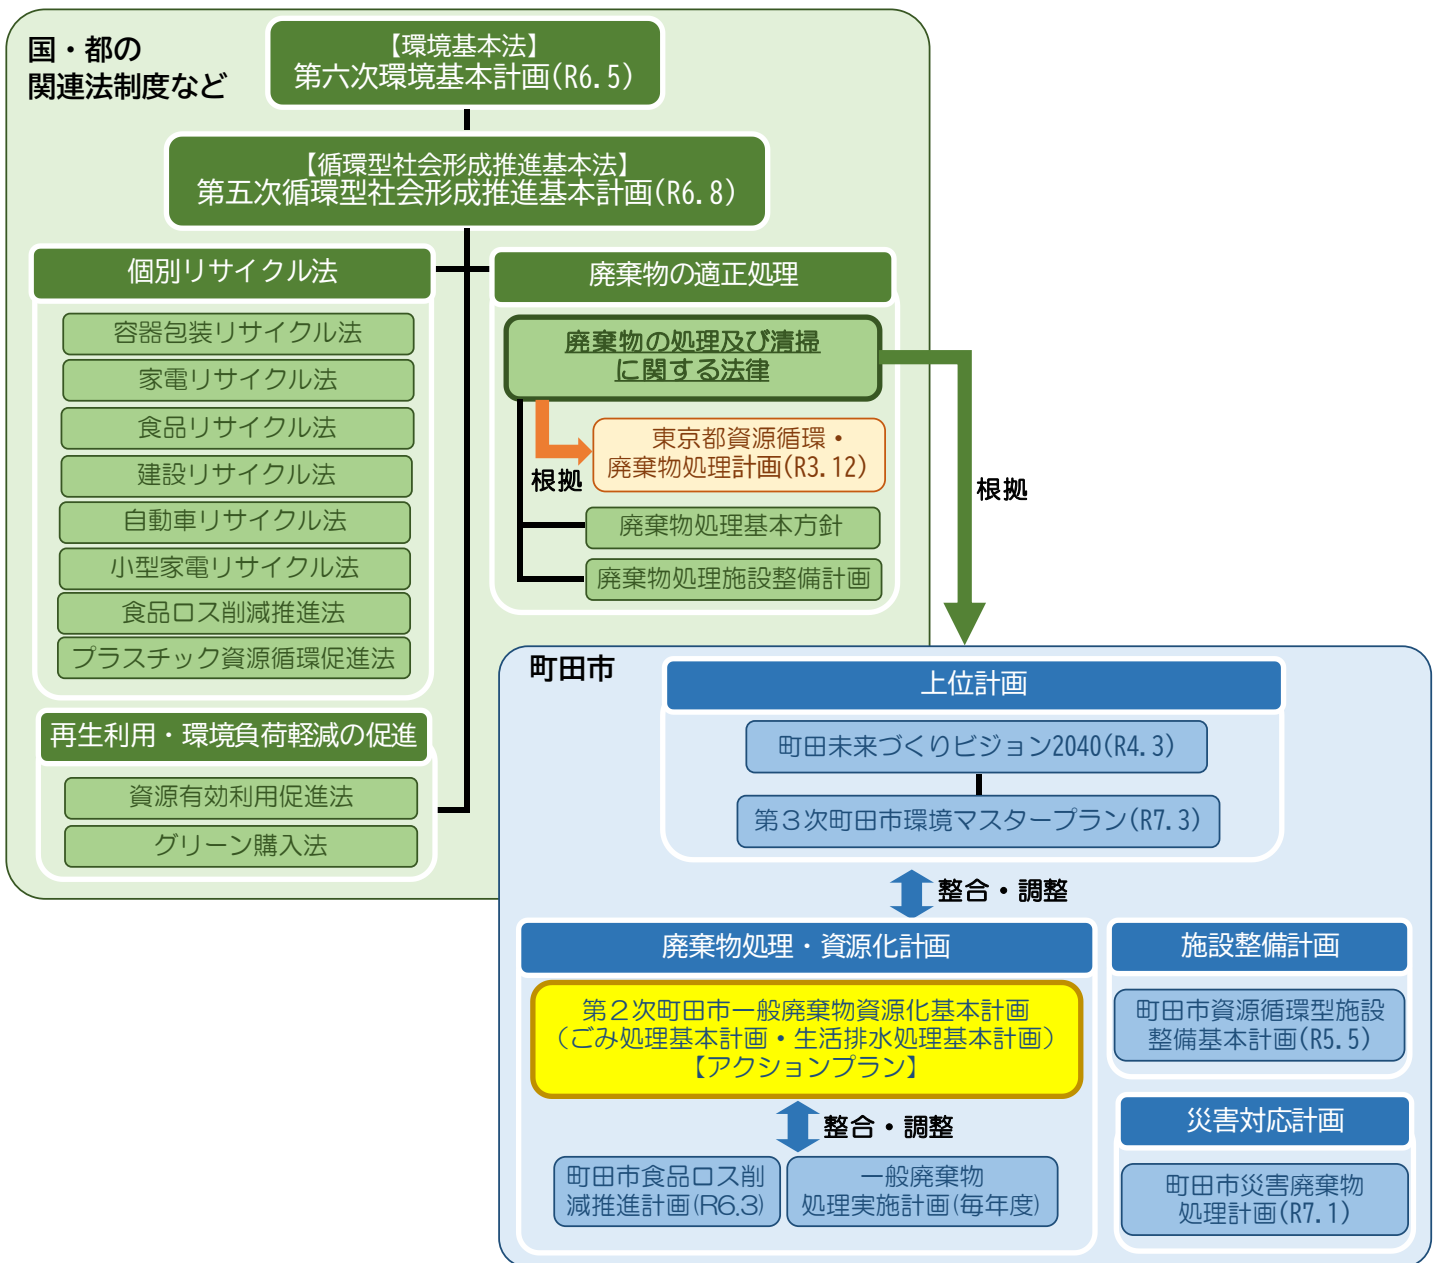 国・都の
関連法制度など
【環境基本法】
第六次環境基本計画(R6.5)
【循環型社会形成推進基本法】
第五次循環型社会形成推進基本計画(R6.8)
個別リサイクル法
容器包装リサイクル法
家電リサイクル法
食品リサイクル法
建設リサイクル法
自動車リサイクル法
小型家電リサイクル法
食品ロス削減推進法
プラスチック資源循環促進法
再生利用・環境負荷軽減の促進
資源有効利用促進法
グリーン購入法
廃棄物の適正処理
廃棄物の処理及び清掃
に関する法律
根拠
東京都資源循環・
廃棄物処理計画(R3.12)
廃棄物処理基本方針
廃棄物処理施設整備計画
根拠
町田市
上位計画
町田未来づくりビジョン2040(R4.3)
第3次町田市環境マスタープラン(R7.3)
整合・調整
廃棄物処理・資源化計画
第2次町田市一般廃棄物資源化基本計画
(ごみ処理基本計画・生活排水処理基本計画)
【アクションプラン】
整合・調整
町田市食品ロス削
減推進計画(R6.3)
一般廃棄物
処理実施計画(毎年度)
施設整備計画
町田市資源循環型施設
整備基本計画(R5.5)
災害対応計画
町田市災害廃棄物
処理計画(R7.1)